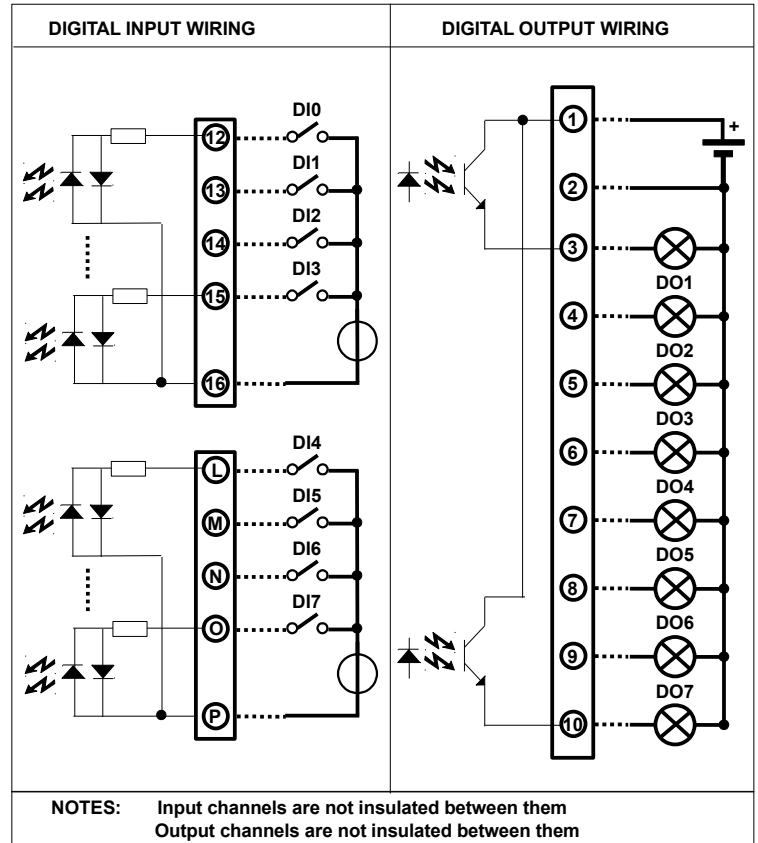 DIGITAL INPUT WIRING
DIGITAL OUTPUT WIRING
DI0
12
DI1
13
DI2
14
DI3
15
16
DI4
L
DI5
M
DI6
N
DI7
O
P
1
+
2
3
DO1
4
DO2
5
DO3
6
DO4
7
DO5
8
DO6
9
DO7
10
NOTES: Input channels are not insulated between them
Output channels are not insulated between them